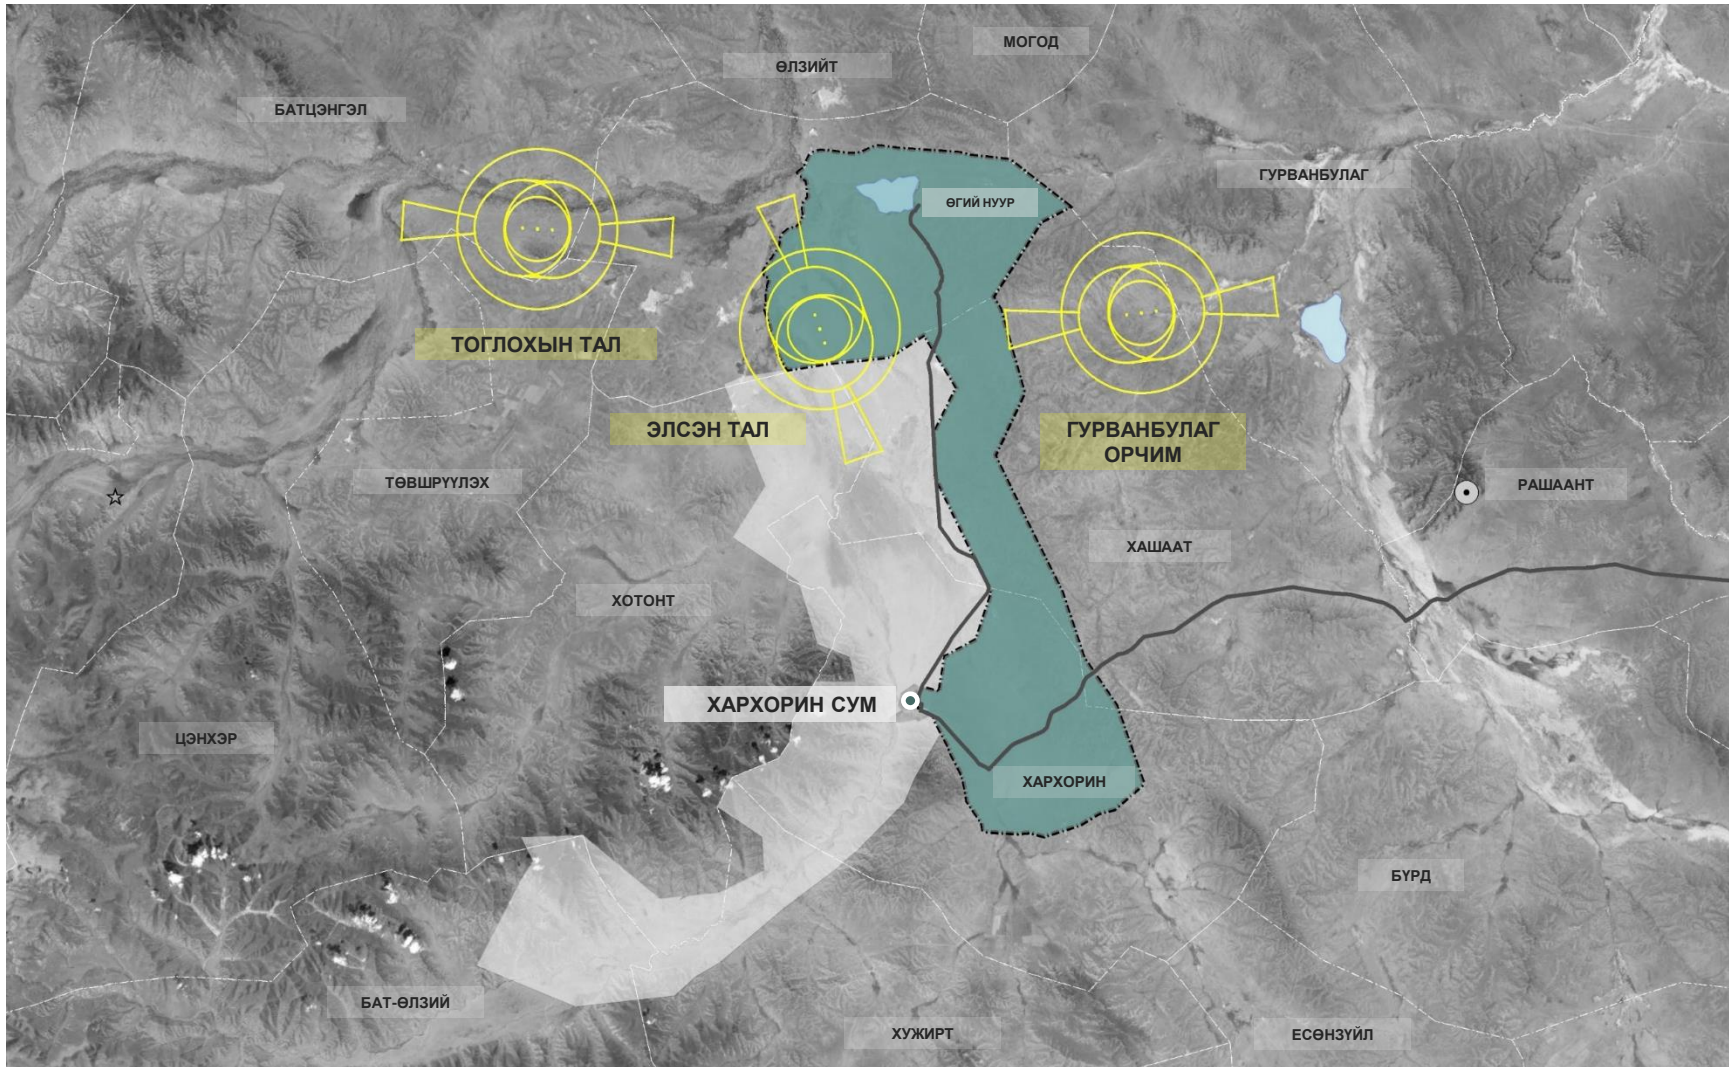 МОГОД
ӨЛЗИЙТ
БАТЦЭНГЭЛ
ГУРВАНБУЛАГ
ӨГИЙ НУУР
ТОГЛОХЫН ТАЛ
ЭЛСЭН ТАЛ
ГУРВАНБУЛАГ
ОРЧИМ
ТӨВШРҮҮЛЭХ
РАШААНТ
ХАШААТ
ХОТОНТ
ХАРХОРИН СУМ
ЦЭНХЭР
ХАРХОРИН
БҮРД
БАТ-ӨЛЗИЙ
ХУЖИРТ
ЕСӨНЗҮЙЛ